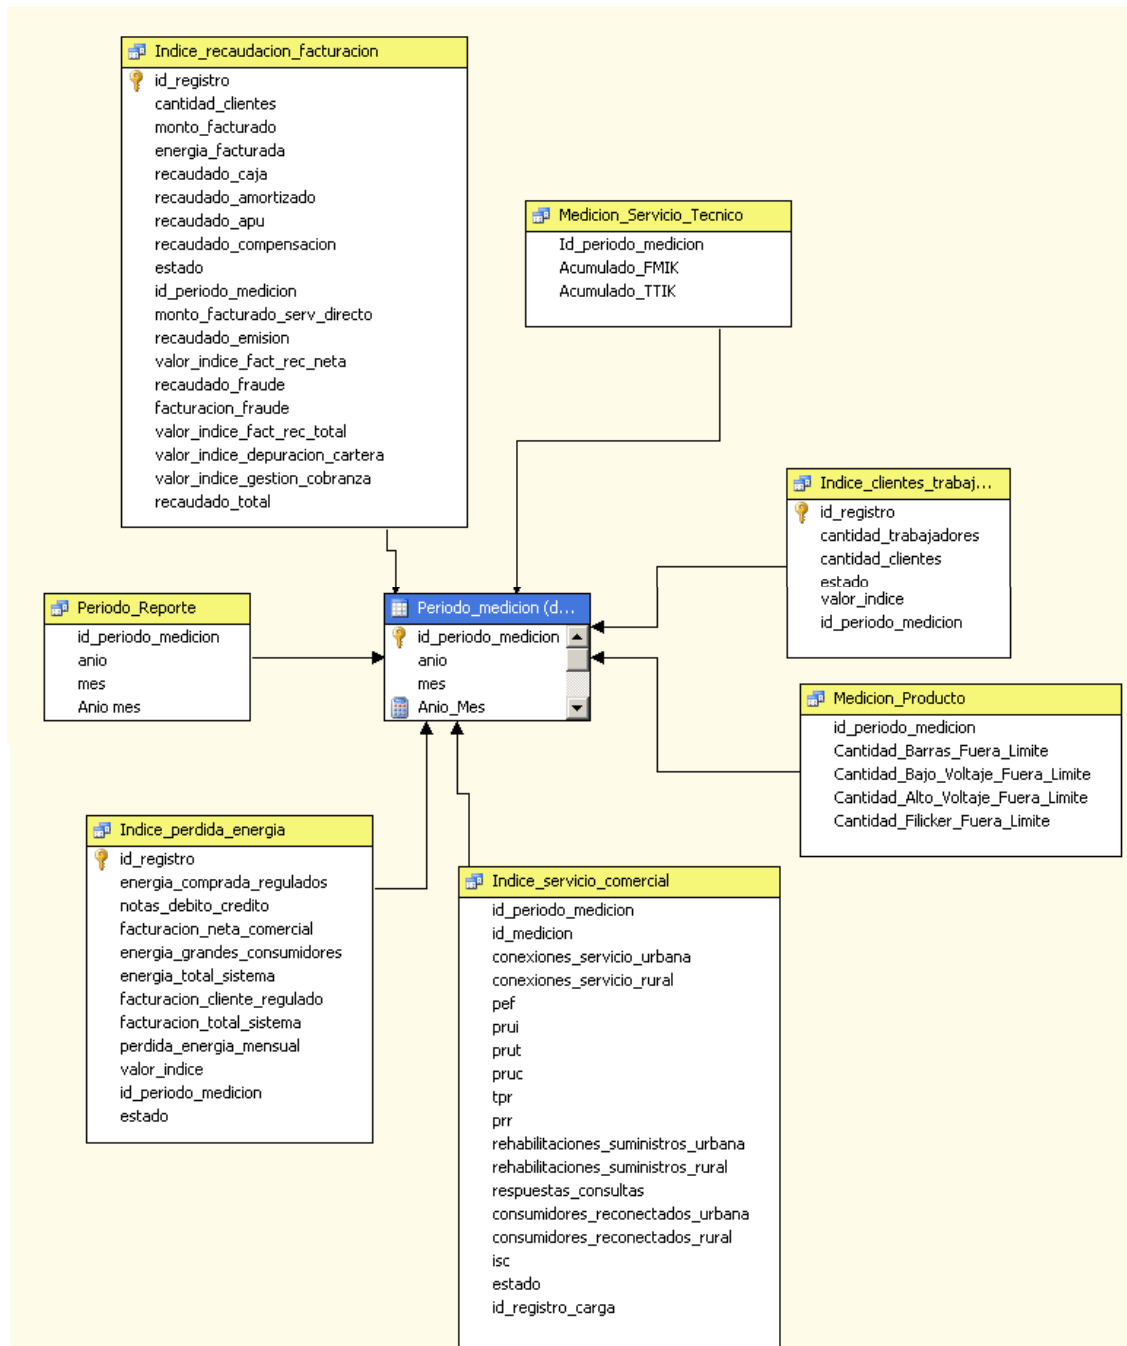 Indice_recaudacion_facturacion
id_registro
cantidad_clientes
monto_facturado
energia_facturada
recaudado_caja
recaudado_amortizado
recaudado_apu
recaudado_compensacion
estado
id_periodo_medicion
monto_facturado_serv_directo
recaudado_emision
valor_indice_fact_rec_neta
recaudado_fraude
facturacion_fraude
valor_indice_fact_rec_total
valor_indice_depuracion_cartera
valor_indice_gestion_cobranza
recaudado_total
Medicion_Servicio_Tecnico
Id_periodo_medicion
Acumulado_FMIK
Acumulado_TTIK
Indice_clientes_trabaj...
id_registro
cantidad_trabajadores
cantidad_clientes
estado
valor_indice
id_periodo_medicion
Periodo_Reporte
id_periodo_medicion
anio
mes
Anio mes
Periodo_medicion (d...
id_periodo_medicion
anio
mes
Anio_Mes
Medicion_Producto
id_periodo_medicion
Cantidad_Barras_Fuera_Limite
Cantidad_Bajo_Voltaje_Fuera_Limite
Cantidad_Alto_Voltaje_Fuera_Limite
Cantidad_Filicker_Fuera_Limite
Indice_perdida_energia
id_registro
energia_comprada_regulados
notas_debito_credito
facturacion_neta_comercial
energia_grandes_consumidores
energia_total_sistema
facturacion_cliente_regulado
facturacion_total_sistema
perdida_energia_mensual
valor_indice
id_periodo_medicion
estado
Indice_servicio_comercial
id_periodo_medicion
id_medicion
conexiones_servicio_urbana
conexiones_servicio_rural
pef
prui
prut
pruc
tpr
prr
rehabilitaciones_suministros_urbana
rehabilitaciones_suministros_rural
respuestas_consultas
consumidores_reconectados_urbana
consumidores_reconectados_rural
isc
estado
id_registro_carga